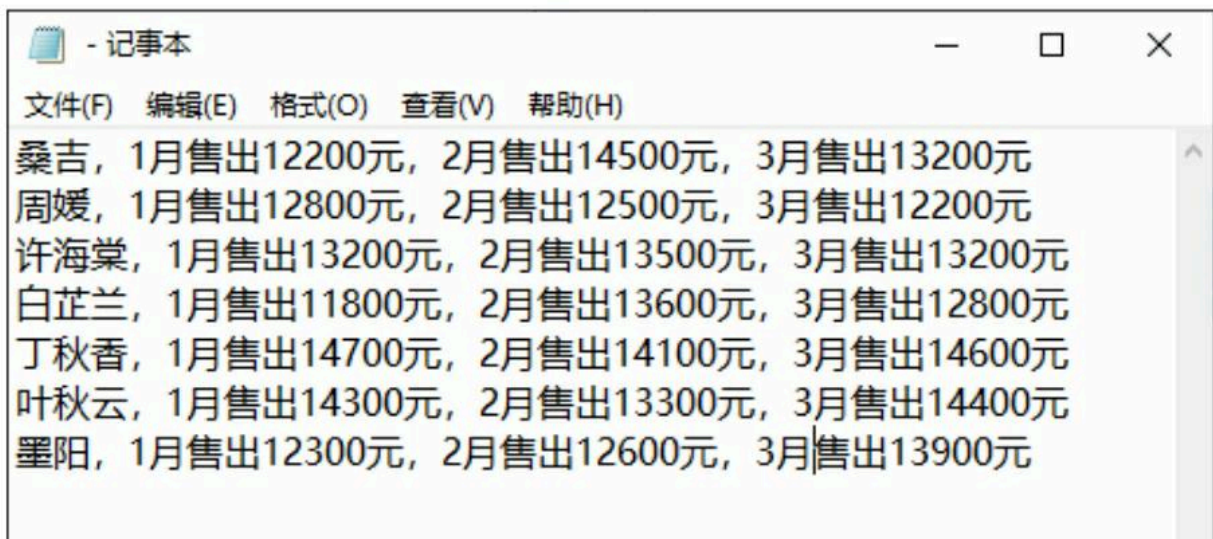 - 记事本
文件(F) 编辑(E) 格式(O) 查看(V) 帮助(H)
桑吉，1月售出12200元，2月售出14500元，3月售出13200元
周媛，1月售出12800元，2月售出12500元，3月售出12200元
许海棠，1月售出13200元，2月售出13500元，3月售出13200元
白芷兰，1月售出11800元，2月售出13600元，3月售出12800元
丁秋香，1月售出14700元，2月售出14100元，3月售出14600元
叶秋云，1月售出14300元，2月售出13300元，3月售出14400元
墨阳，1月售出12300元，2月售出12600元，3月售出13900元